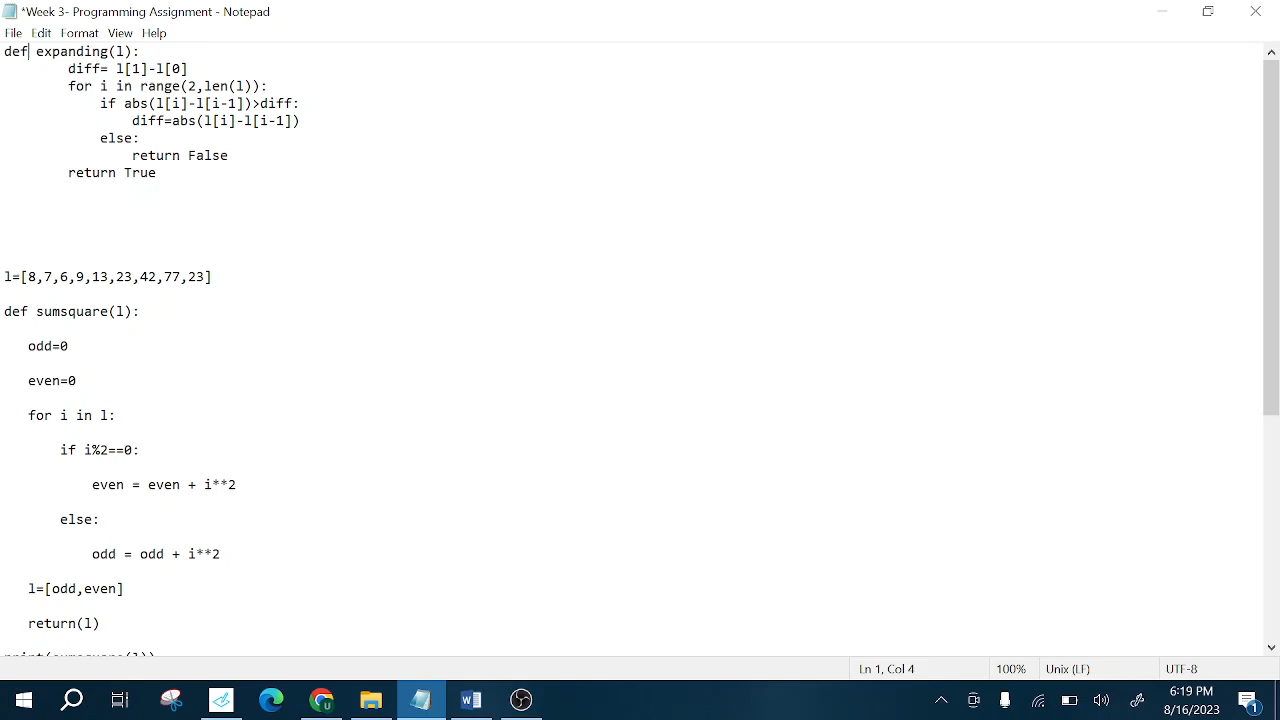 *Week 3- Programming Assignment - Notepad
File Edit Format View Help
def expanding(l):
        diff= l[1]-l[0]
        for i in range(2,len(l)):
            if abs(l[i]-l[i-1])>diff:
                diff=abs(l[i]-l[i-1])
            else:
                return False
        return True
l=[8,7,6,9,13,23,42,77,23]
def sumsquare(l):
   odd=0
   even=0
   for i in l:
       if i%2==0:
           even = even + i**2
       else:
           odd = odd + i**2
   l=[odd,even]
   return(l)
print(sumsquare(l))
Ln 1, Col 4 100% Unix (LF) UTF-8
6:19 PM
8/16/2023
1